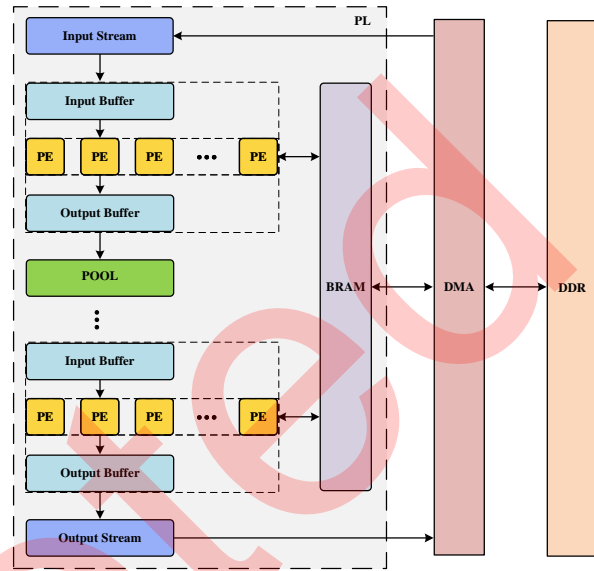 PL
Input Stream
Input Buffer
PE PE PE ••• PE
Output Buffer
POOL
BRAM DMA DDR
Input Buffer
PE PE PE ••• PE
Output Buffer
Output Stream
ted